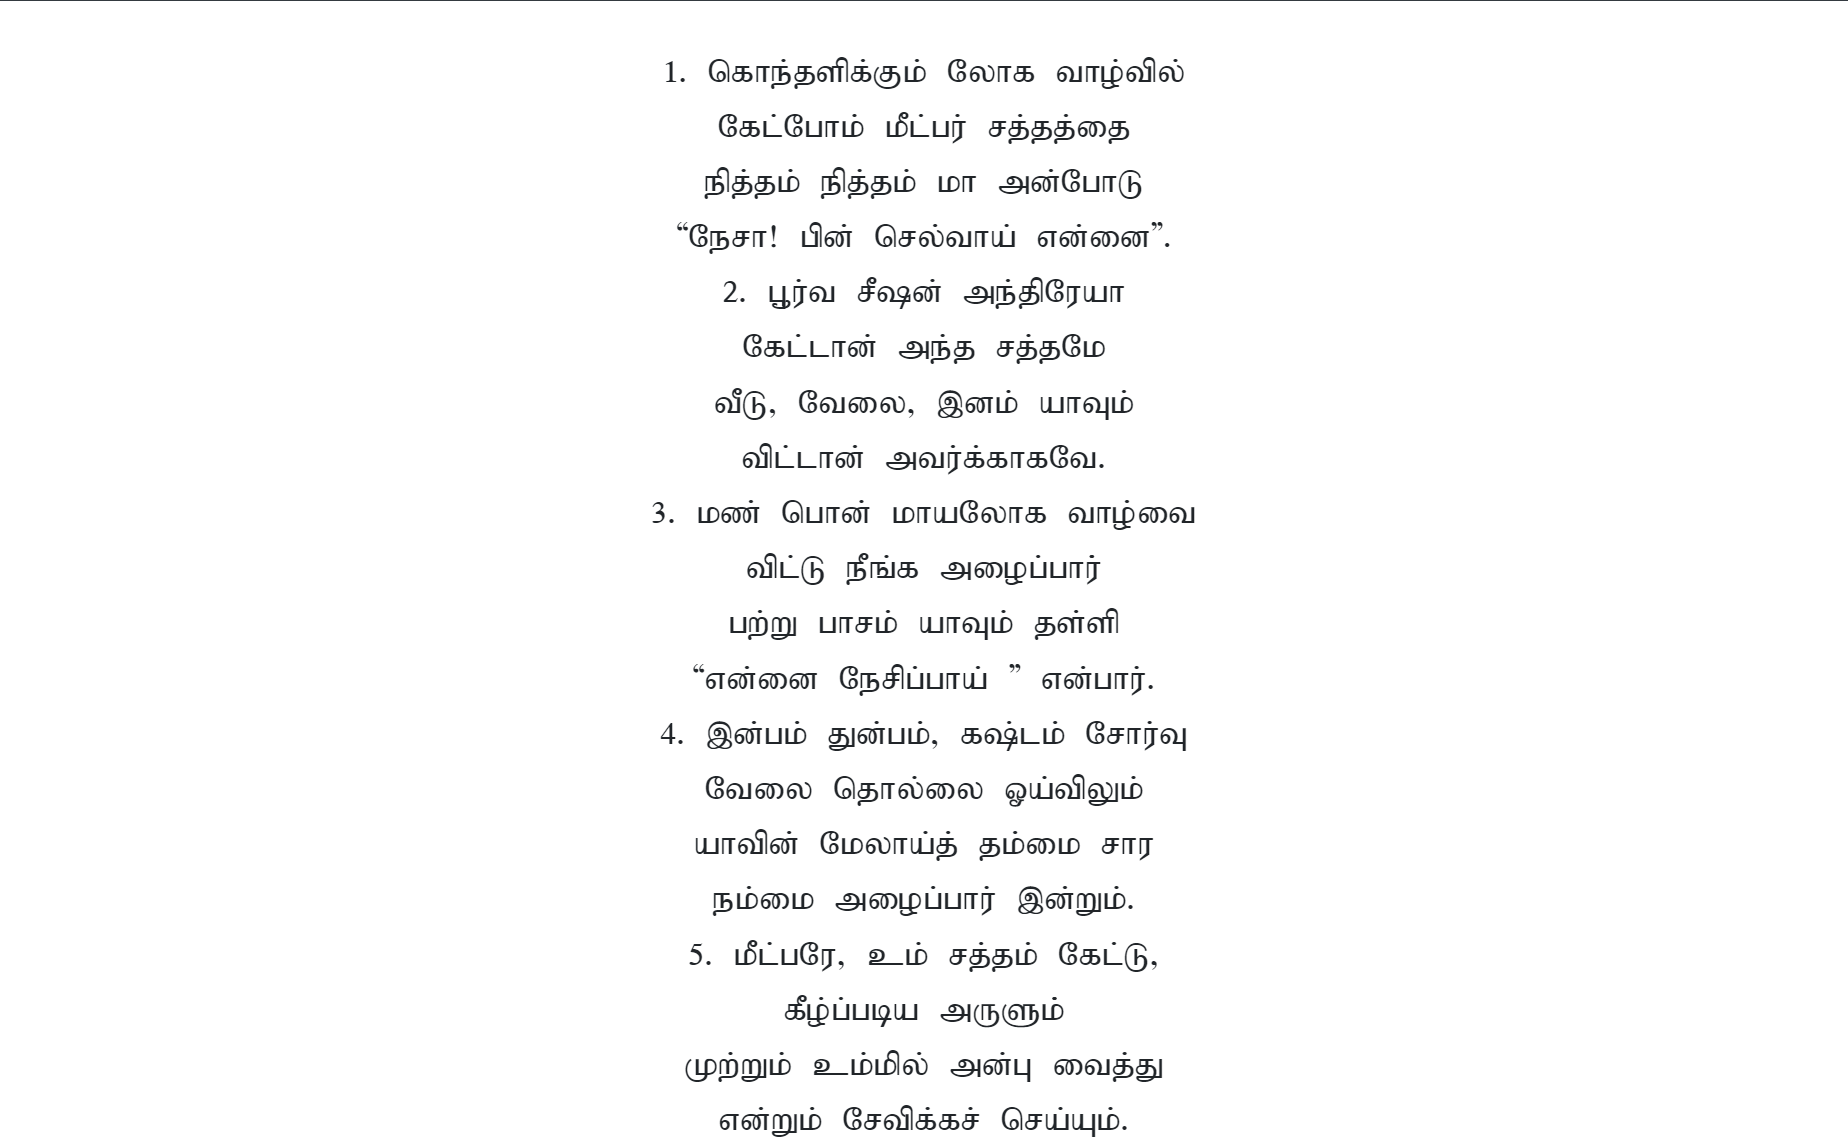 1. கொந்தளிக்கும் லோக வாழ்வில்
கேட்போம் மீட்பர் சத்தத்தை
நித்தம் நித்தம் மா அன்போடு
“நேசா! பின் செல்வாய் என்னை”.
2. பூர்வ சீஷன் அந்திரேயா
கேட்டான் அந்த சத்தமே
வீடு, வேலை, இனம் யாவும்
விட்டான் அவர்க்காகவே.
3. மண் பொன் மாயலோக வாழ்வை
விட்டு நீங்க அழைப்பார்
பற்று பாசம் யாவும் தள்ளி
“என்னை நேசிப்பாய் ” என்பார்.
4. இன்பம் துன்பம், கஷ்டம் சோர்வு
வேலை தொல்லை ஓய்விலும்
யாவின் மேலாய்த் தம்மை சார
நம்மை அழைப்பார் இன்றும்.
5. மீட்பரே, உம் சத்தம் கேட்டு,
கீழ்ப்படிய அருளும்
முற்றும் உம்மில் அன்பு வைத்து
என்றும் சேவிக்கச் செய்யும்.